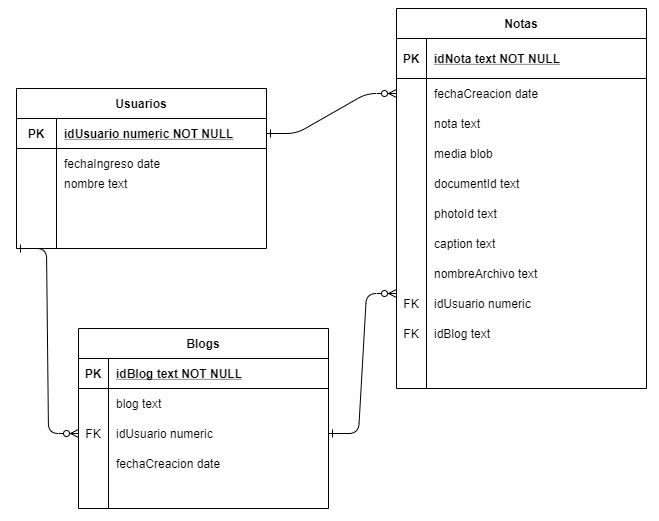 Usuarios
PK idUsuario numeric NOT NULL
fechaIngreso date
nombre text
Notas
PK idNota text NOT NULL
fechaCreacion date
nota text
media blob
documentId text
photoId text
caption text
nombreArchivo text
FK idUsuario numeric
FK idBlog text
Blogs
PK idBlog text NOT NULL
blog text
FK idUsuario numeric
fechaCreacion date